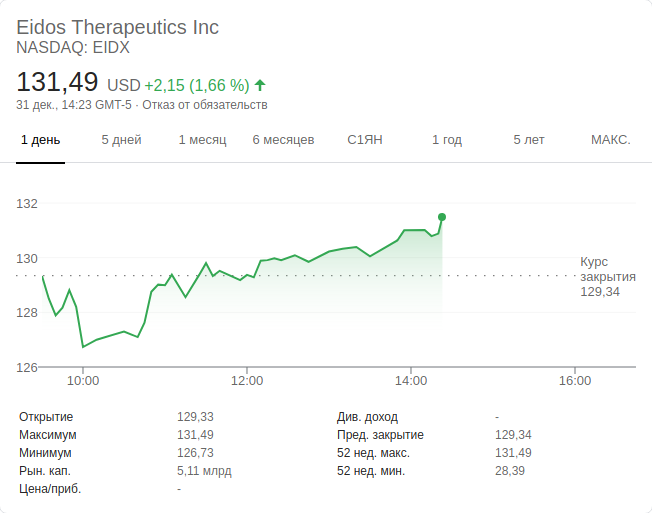 Eidos Therapeutics Inc
NASDAQ: EIDX
131,49 USD +2,15 (1,66 %)
31 дек., 14:23 GMT-5 · Отказ от обязательств
1 день 5 дней 1 месяц 6 месяцев С1ЯН 1 год 5 лет МАКС.
132
130
Курс
закрытия
129,34
128
126
10:00 12:00 14:00 16:00
Открытие 129,33 Див. доход -
Максимум 131,49 Пред. закрытие 129,34
Минимум 126,73 52 нед. макс. 131,49
Рын. кап. 5,11 млрд 52 нед. мин. 28,39
Цена/приб. -